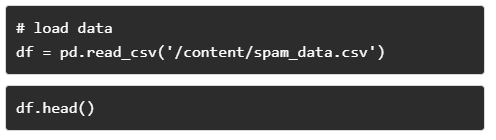 # load data
df = pd.read_csv('/content/spam_data.csv')
df.head()